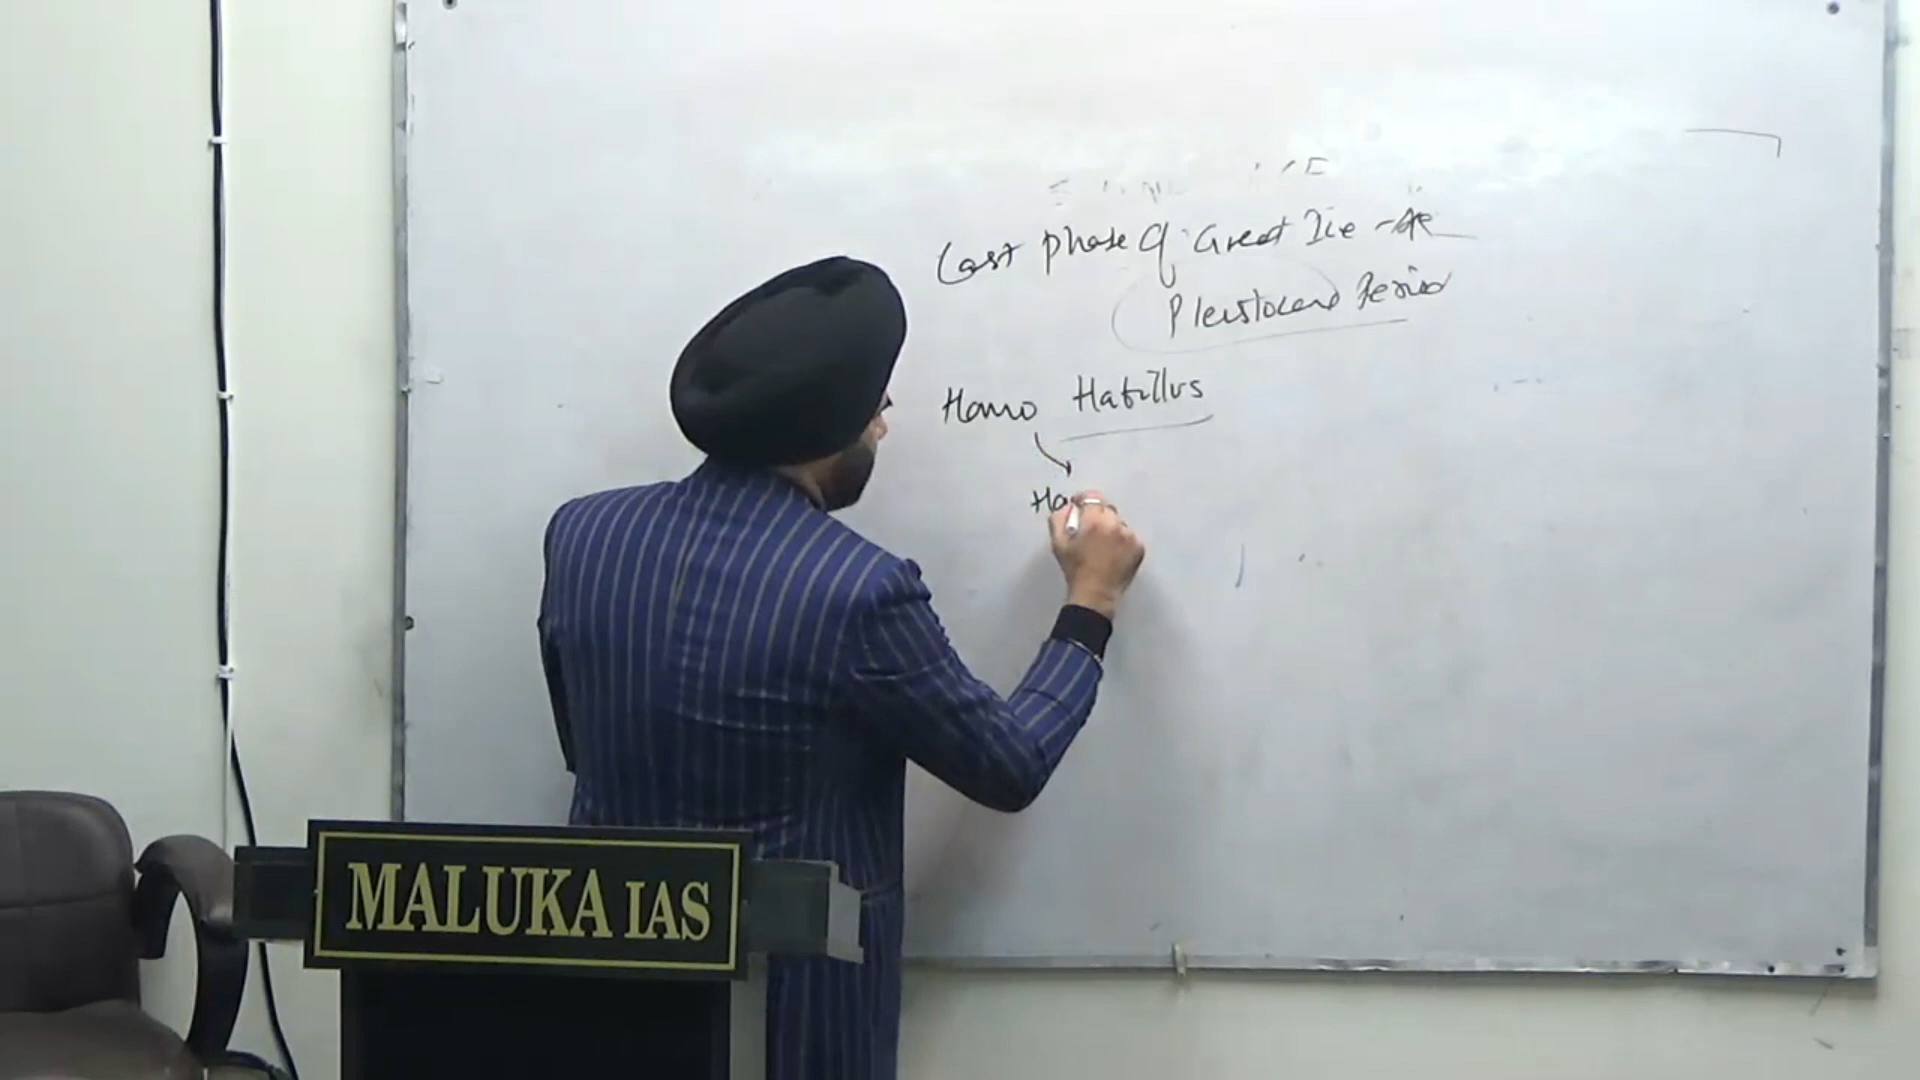 Last phase of Great Ice-Age
Pleistocene Period
Homo Habillus
Ho
MALUKA IAS